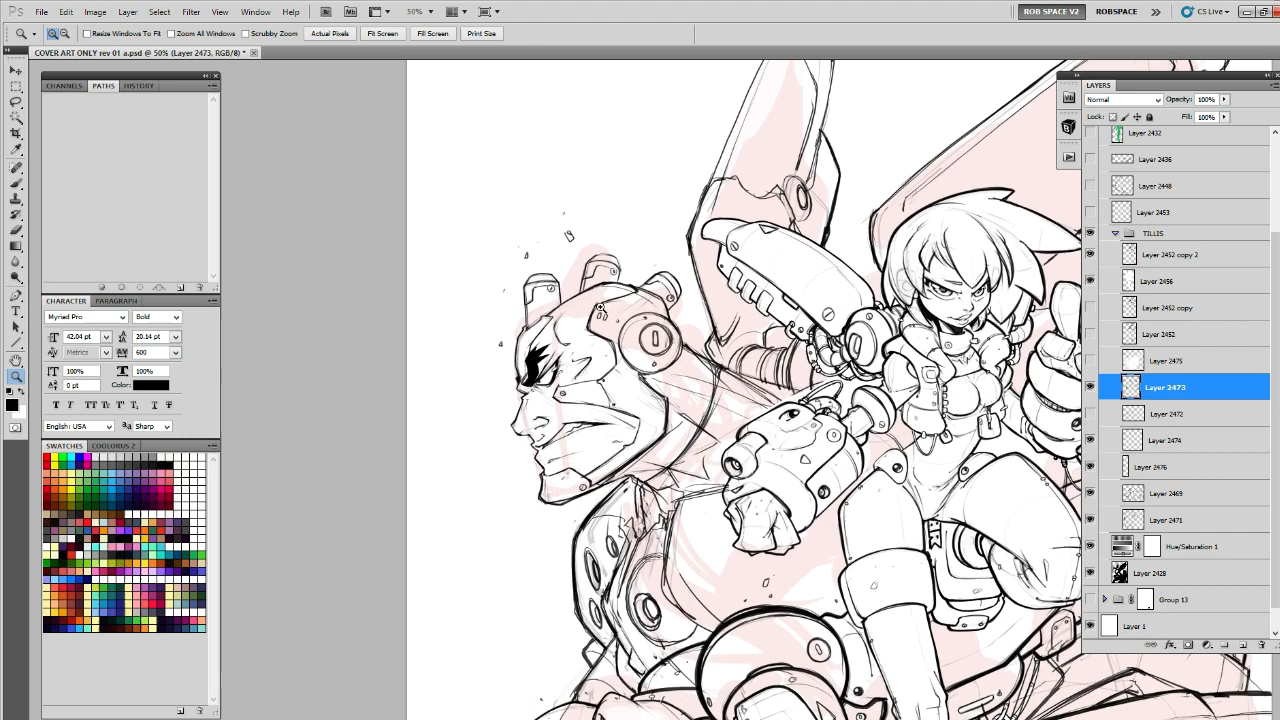 Ps File Edit Image Layer Select Filter View Window Help Br Mb 50% ROB SPACE V2 ROBSPACE CS Live
Resize Windows To Fit Zoom All Windows Scrubby Zoom Actual Pixels Fit Screen Fill Screen Print Size
COVER ART ONLY rev 01 a.psd @ 50% (Layer 2473, RGB/8) *
CHANNELS PATHS HISTORY
CHARACTER PARAGRAPH
Myriad Pro Bold
42.04 pt 20.14 pt
Metrics 600
100% 100%
0 pt Color:
T T TT Tr T' T, T T
English: USA aa Sharp
SWATCHES COOLORUS 2
LAYERS
Normal Opacity: 100%
Lock: Fill: 100%
Layer 2432
Layer 2436
Layer 2448
Layer 2453
TILLIS
Layer 2452 copy 2
Layer 2456
Layer 2452 copy
Layer 2452
Layer 2475
Layer 2473
Layer 2472
Layer 2474
Layer 2476
Layer 2469
Layer 2471
Hue/Saturation 1
Layer 2428
Group 13
Layer 1